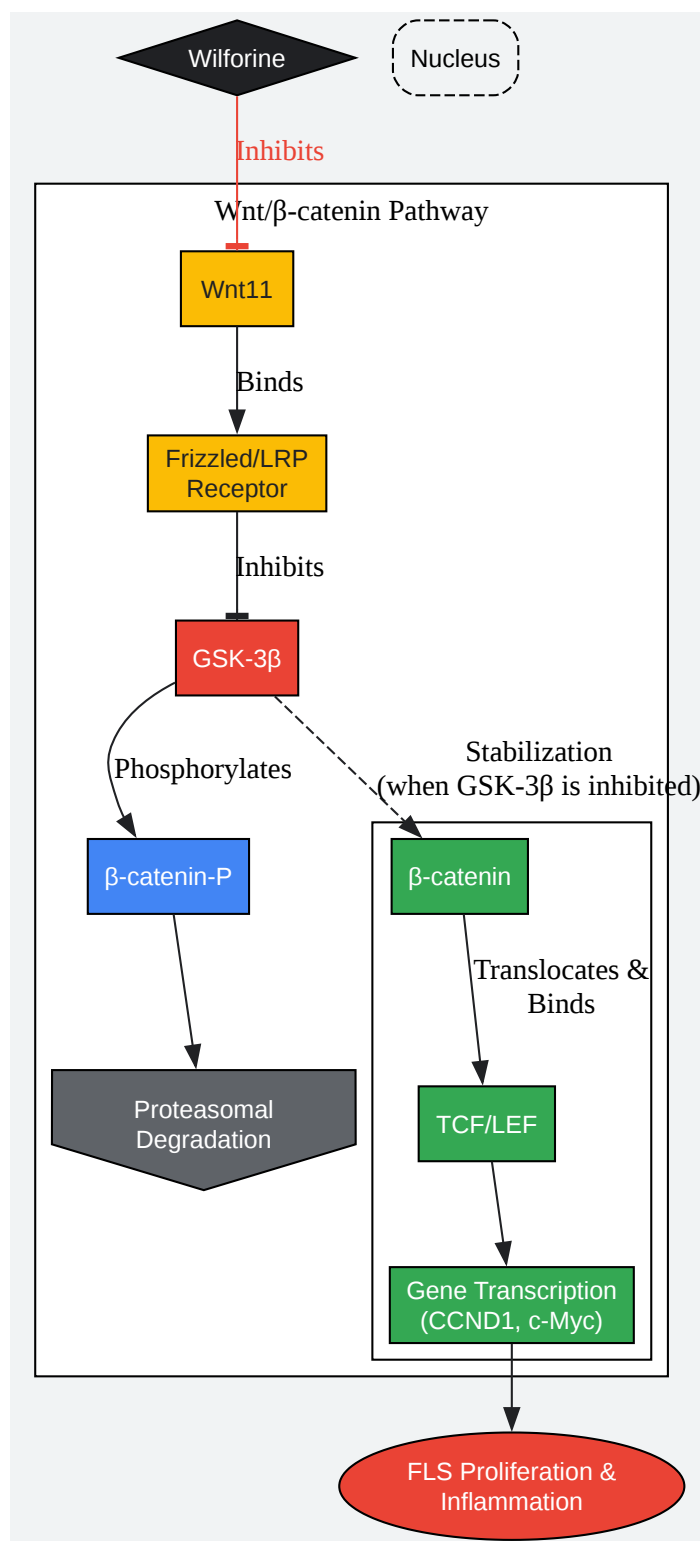 Wilforine
Nucleus
Inhibits
Wnt/β-catenin Pathway
Wnt11
Binds
Frizzled/LRP
Receptor
Inhibits
GSK-3β
Stabilization
(when GSK-3β is inhibited)
Phosphorylates
β-catenin-P
β-catenin
Translocates &
Binds
Proteasomal
Degradation
TCF/LEF
Gene Transcription
(CCND1, c-Myc)
FLS Proliferation &
Inflammation